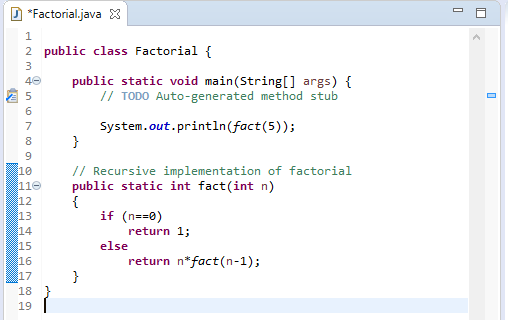 *Factorial.java
1
2 public class Factorial {
3
4 public static void main(String[] args) {
5 // TODO Auto-generated method stub
6
7 System.out.println(fact(5));
8 }
9
10 // Recursive implementation of factorial
11 public static int fact(int n)
12 {
13 if (n==0)
14 return 1;
15 else
16 return n*fact(n-1);
17 }
18 }
19